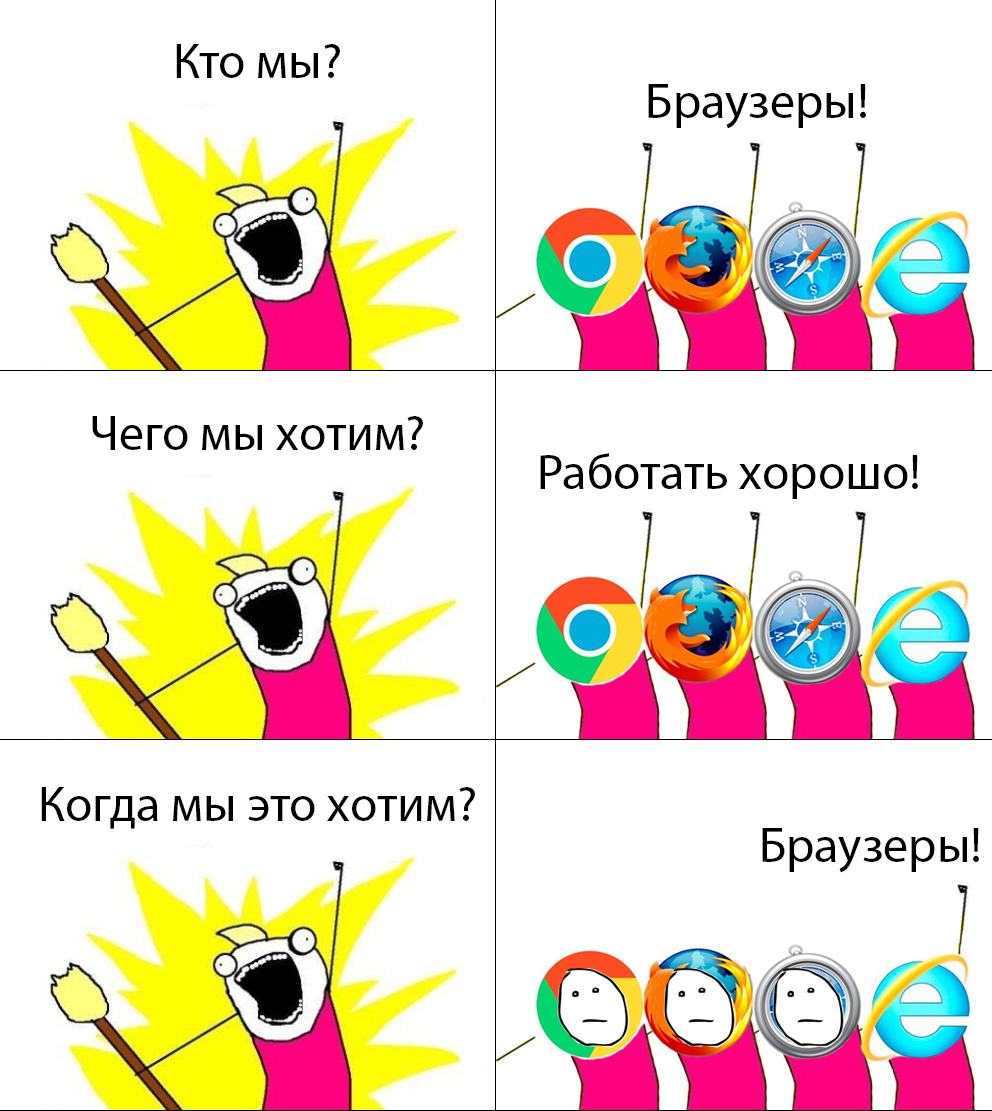 Кто мы?
Браузеры!
Чего мы хотим?
Работать хорошо!
Когда мы это хотим?
Браузеры!